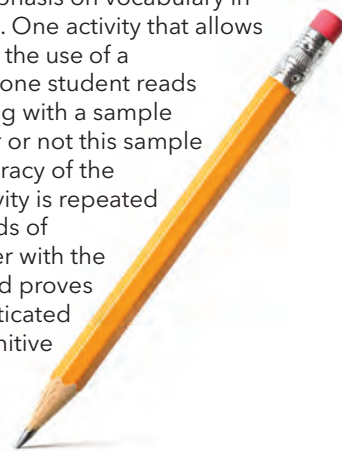 phasis on vocabulary in
. One activity that allows
the use of a
one student reads
g with a sample
r or not this sample
racy of the
vity is repeated
ds of
er with the
d proves
ticated
nitive